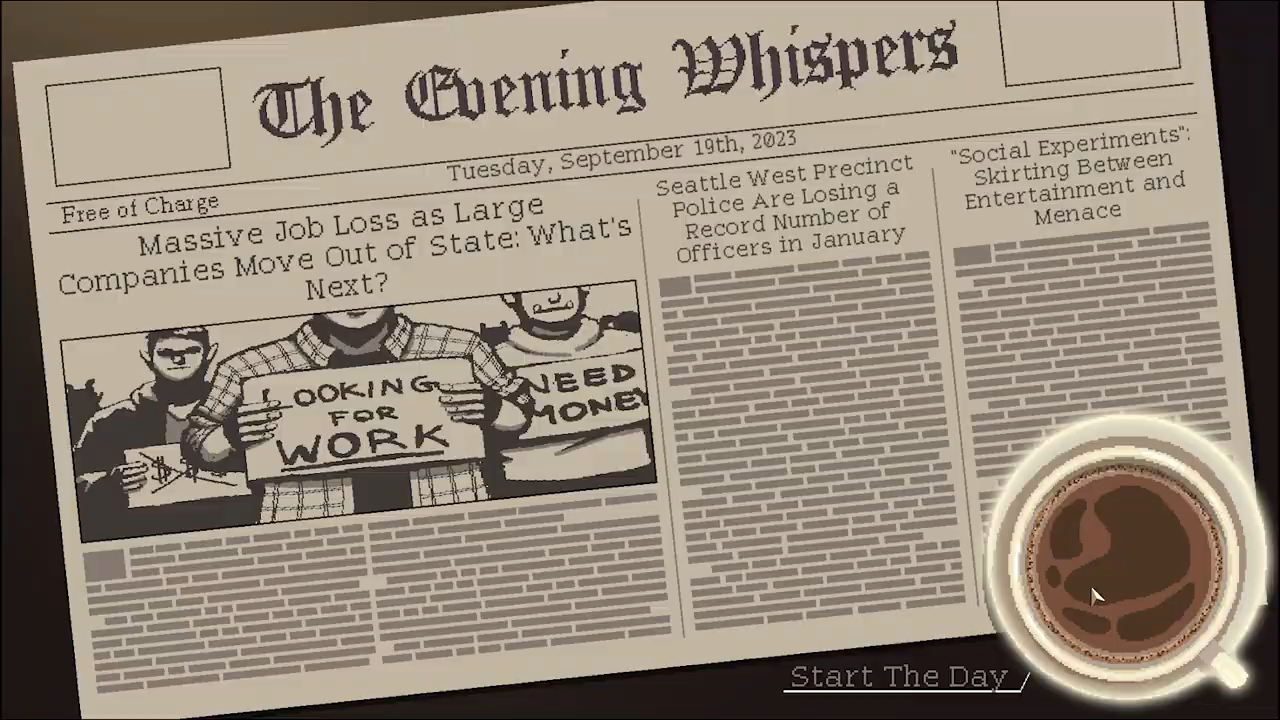 The Evening Whispers
Tuesday, September 19th, 2023
Free of Charge
Massive Job Loss as Large
Companies Move Out of State: What's
Next?
OOKING
FOR
WORK
NEED
MONEY
$ $
Seattle West Precinct
Police Are Losing a
Record Number of
Officers in January
"Social Experiments":
Skirting Between
Entertainment and
Menace
Start The Day